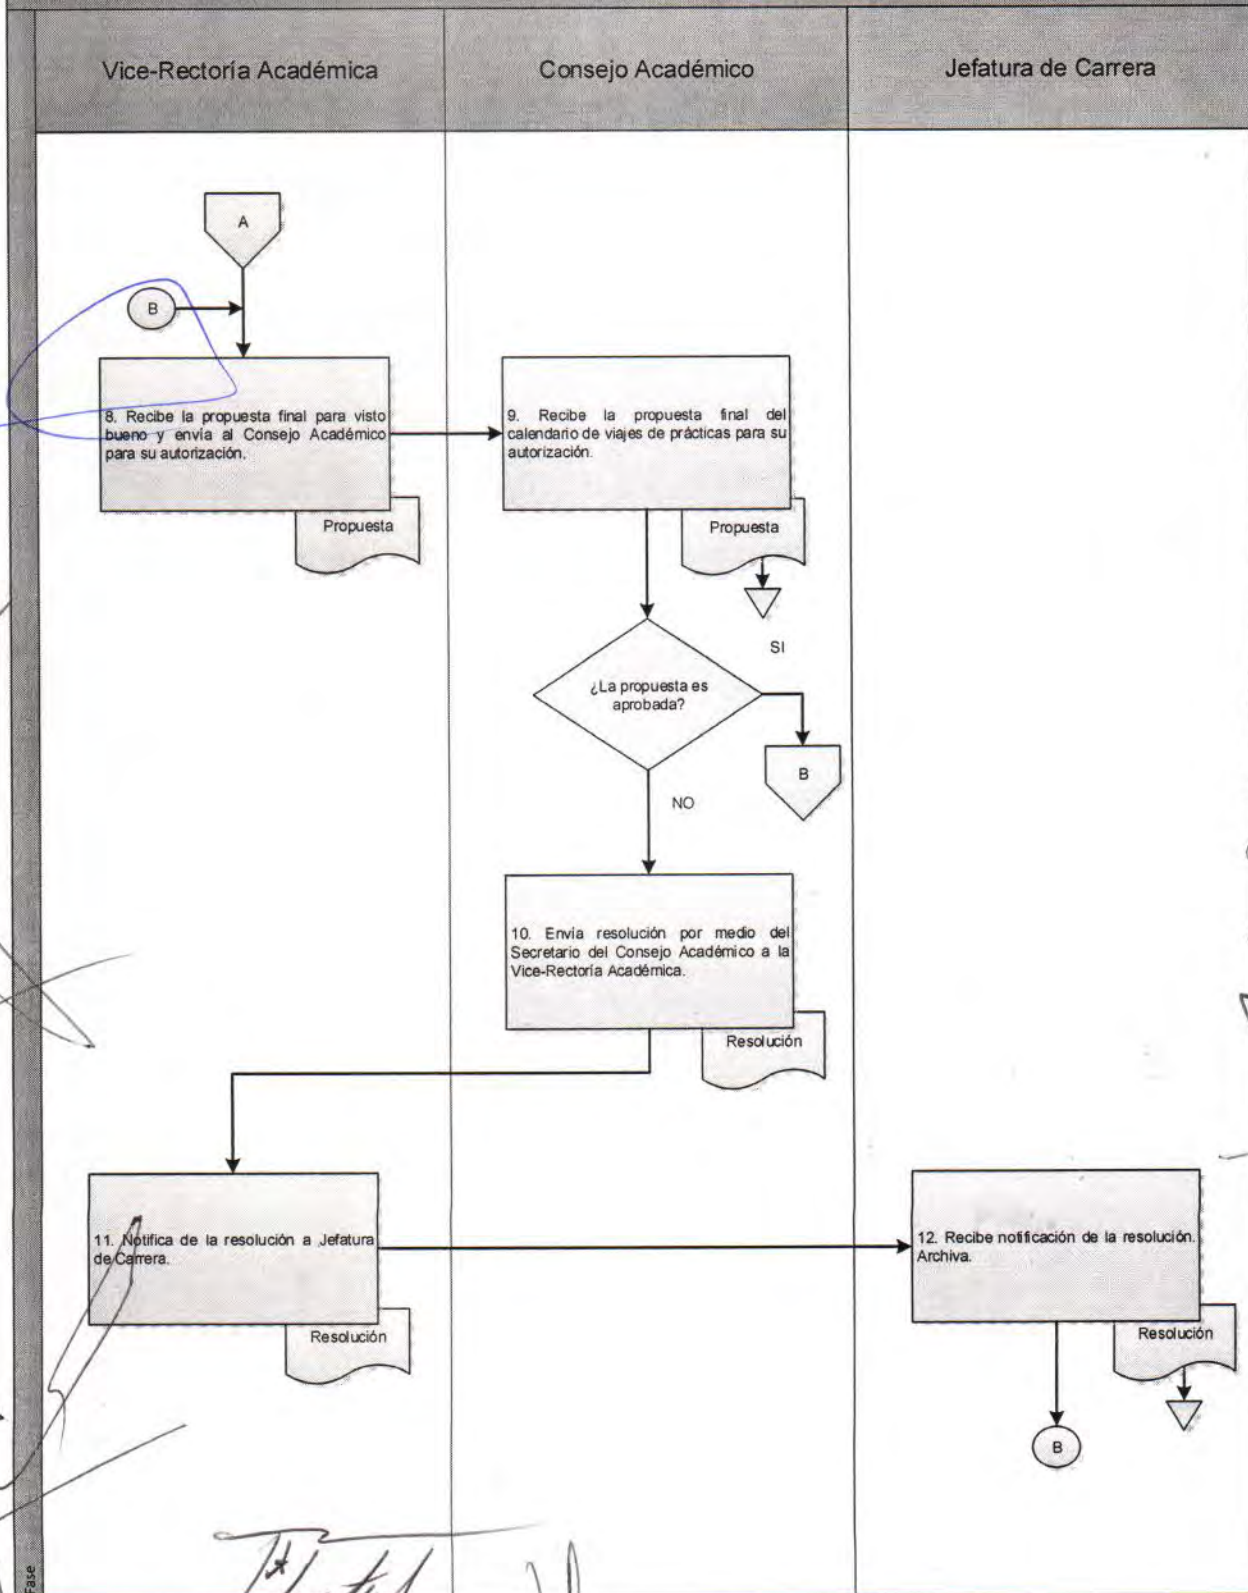 Vice-Rectoría Académica
Consejo Académico
Jefatura de Carrera
A
B
8. Recibe la propuesta final para visto
bueno y envía al Consejo Académico
para su autorización.
Propuesta
9. Recibe la propuesta final del
calendario de viajes de prácticas para su
autorización.
Propuesta
SI
¿La propuesta es
aprobada?
B
NO
10. Envía resolución por medio del
Secretario del Consejo Académico a la
Vice-Rectoría Académica.
Resolución
11. Notifica de la resolución a Jefatura
de Carrera.
Resolución
12. Recibe notificación de la resolución.
Archiva.
Resolución
B
Fase